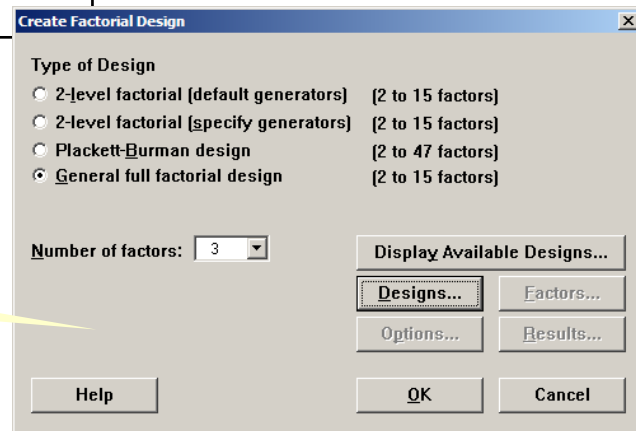 Create Factorial Design
Type of Design
2-level factorial (default generators) (2 to 15 factors)
2-level factorial (specify generators) (2 to 15 factors)
Plackett-Burman design (2 to 47 factors)
General full factorial design (2 to 15 factors)
Number of factors: 3
Display Available Designs...
Designs... Factors...
Options... Results...
Help OK Cancel